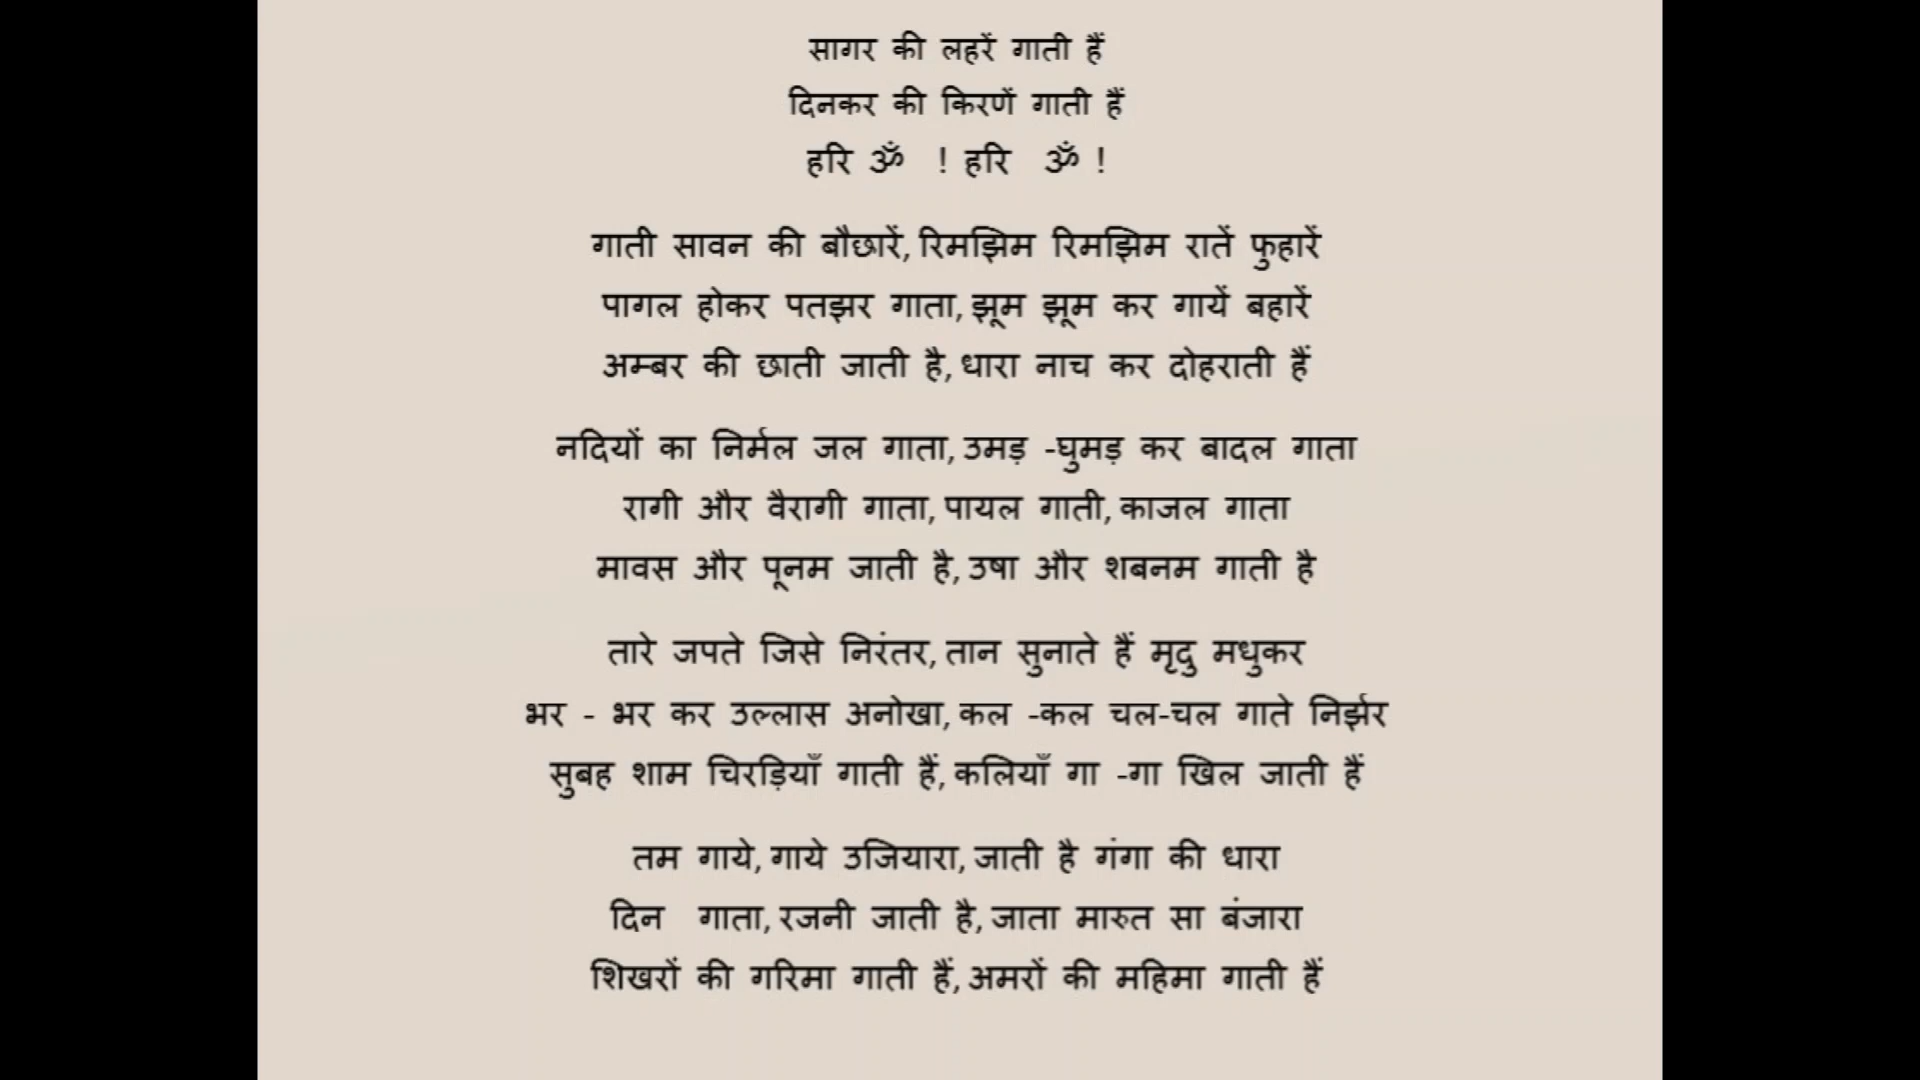 सागर की लहरें गाती हैं
दिनकर की किरणें गाती हैं
हरि ॐ ! हरि ॐ !
गाती सावन की बौछारें, रिमझिम रिमझिम रातें फुहारें
पागल होकर पतझर गाता, झूम झूम कर गायें बहारें
अम्बर की छाती जाती है, धारा नाच कर दोहराती हैं
नदियों का निर्मल जल गाता, उमड़ -घुमड़ कर बादल गाता
रागी और वैरागी गाता, पायल गाती, काजल गाता
मावस और पूनम जाती है, उषा और शबनम गाती है
तारे जपते जिसे निरंतर, तान सुनाते हैं मृदु मधुकर
भर - भर कर उल्लास अनोखा, कल -कल चल-चल गाते निर्झर
सुबह शाम चिरड़ियाँ गाती हैं, कलियाँ गा -गा खिल जाती हैं
तम गाये, गाये उजियारा, जाती है गंगा की धारा
दिन गाता, रजनी जाती है, जाता मारुत सा बंजारा
शिखरों की गरिमा गाती हैं, अमरों की महिमा गाती हैं